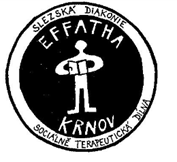 SLEZSKÁ DIAKONIE
EFFATHA
KRNOV
SOCIÁLNĚ TERAPEUTICKÁ DÍLNA